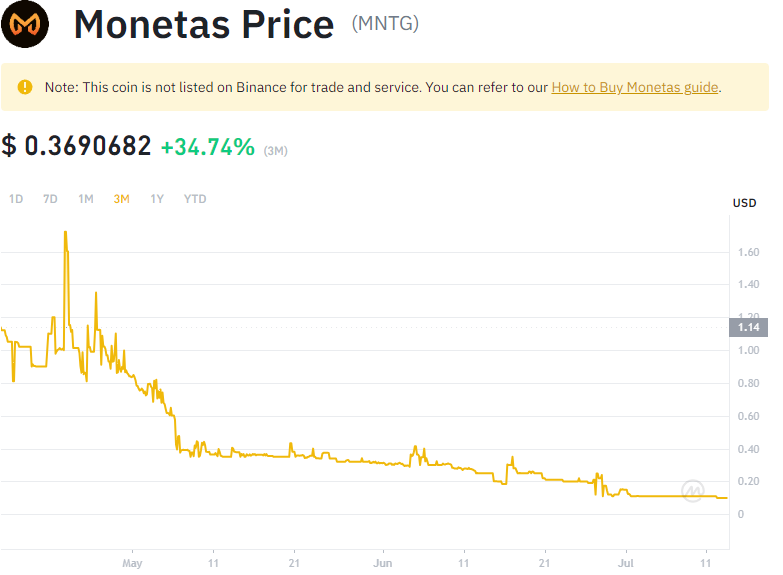 Monetas Price (MNTG)
Note: This coin is not listed on Binance for trade and service. You can refer to our How to Buy Monetas guide.
$ 0.3690682 +34.74% (3M)
1D 7D 1M 3M 1Y YTD
USD
1.60
1.40
1.20
1.14
1.00
0.80
0.60
0.40
0.20
0
May 11 21 Jun 11 21 Jul 11